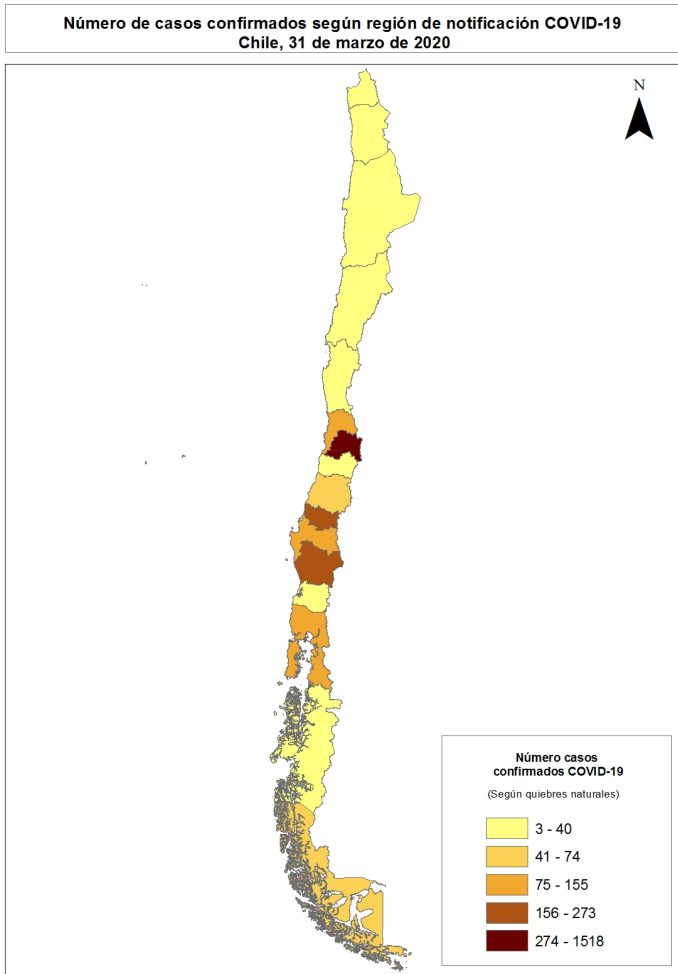 Número de casos confirmados según región de notificación COVID-19
Chile, 31 de marzo de 2020
N
Número casos
confirmados COVID-19
(Según quiebres naturales)
3 - 40
41 - 74
75 - 155
156 - 273
274 - 1518